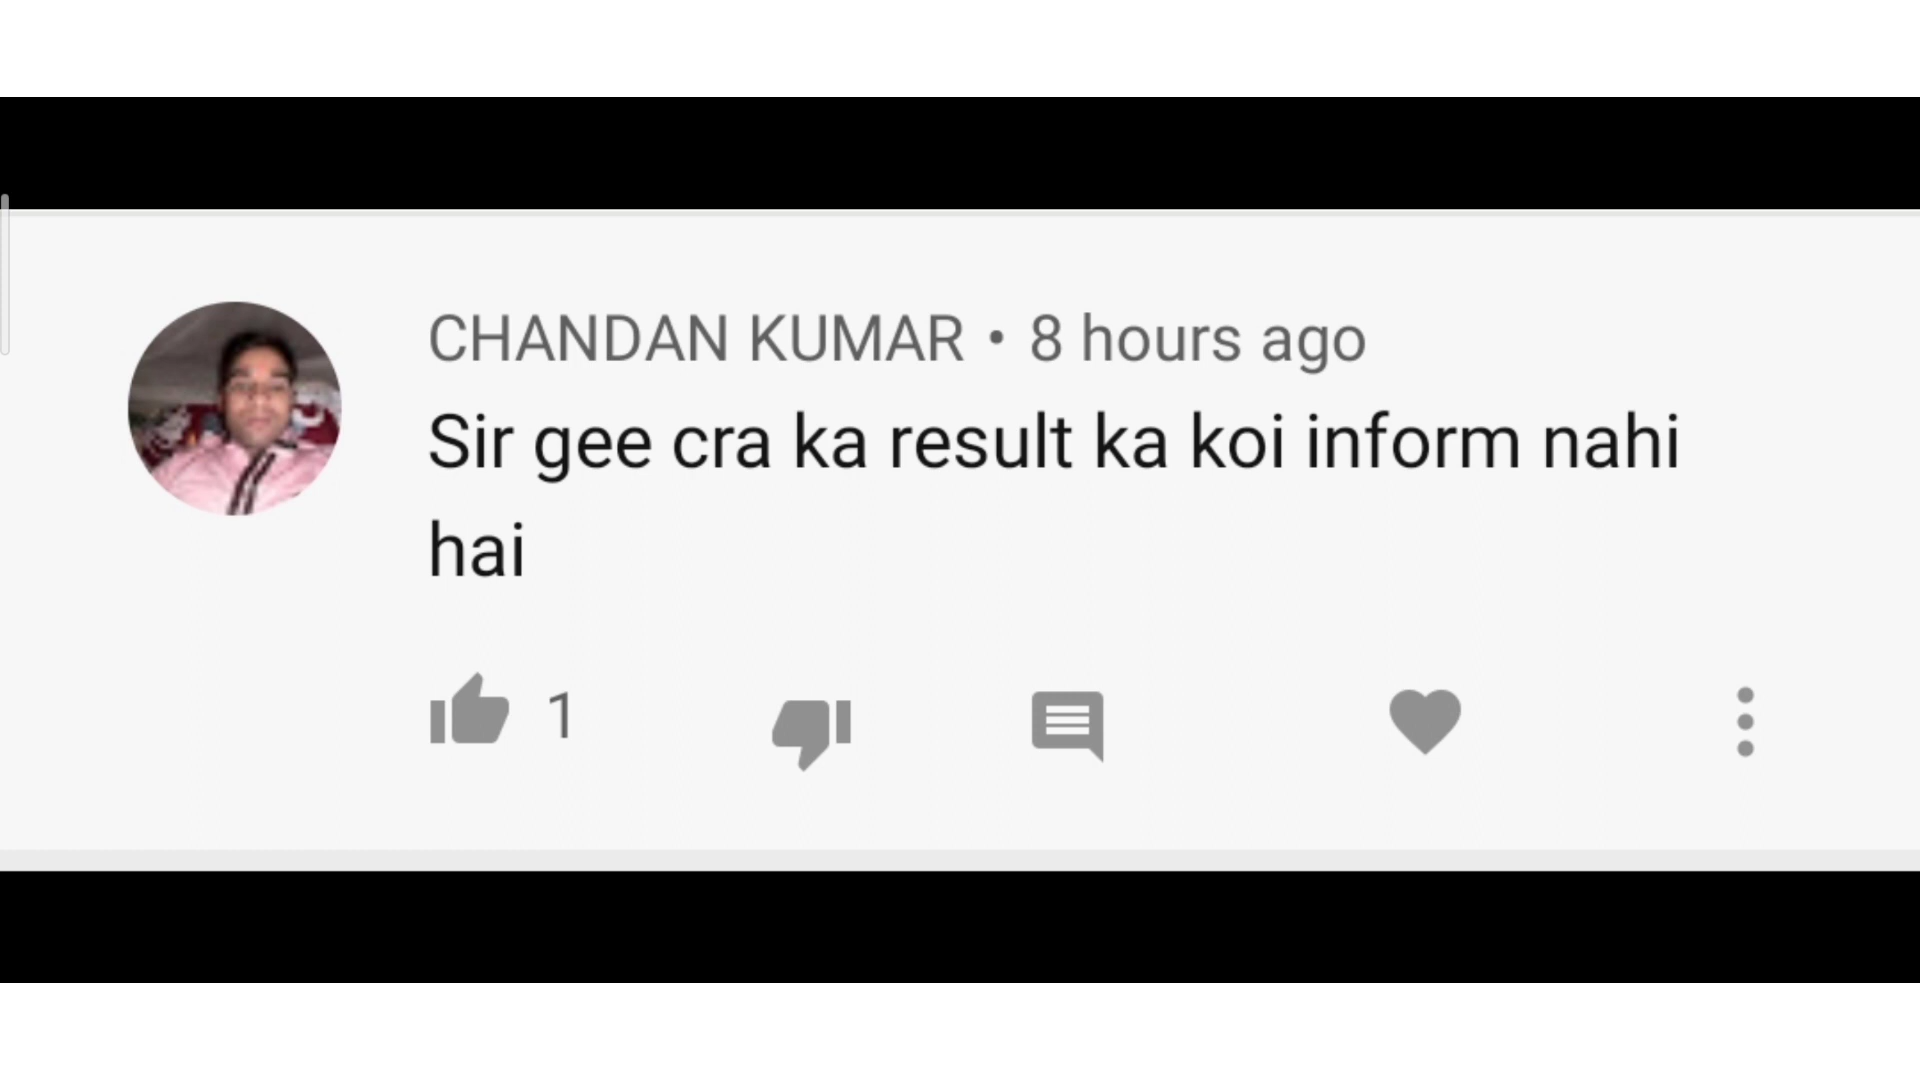 CHANDAN KUMAR • 8 hours ago
Sir gee cra ka result ka koi inform nahi
hai
1